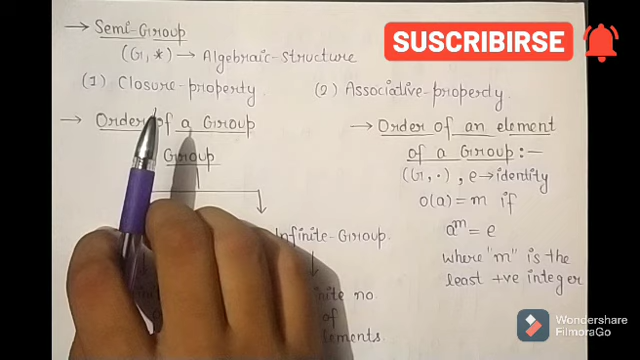 → Semi-Group
(G, *) → Algebraic-structure
(1) Closure-property (2) Associative-property
→ Order of a Group
Group
Infinite-Group.
no.
of
→ Order of an element
of a Group :—
(G, ·) , e→identity
O(a) = m if
a^m = e
where "m" is the
least +ve integer
SUSCRIBIRSE
Wondershare
FilmoraGo